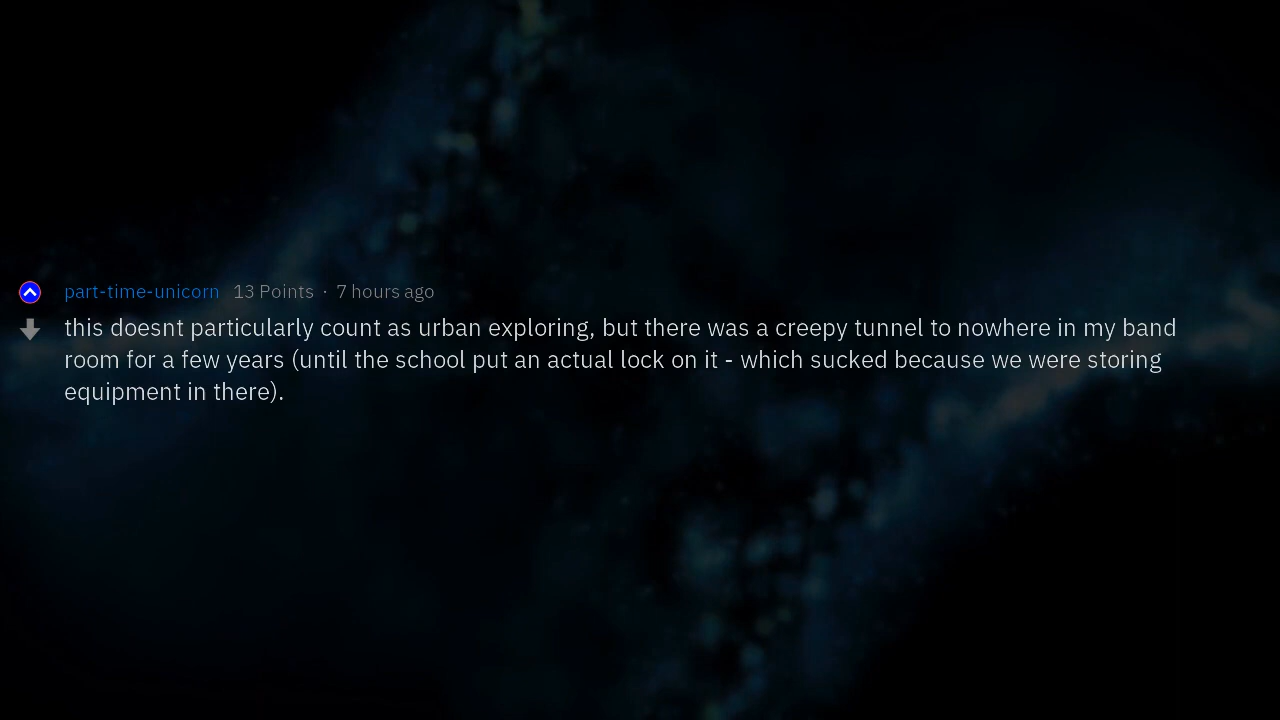 part-time-unicorn 13 Points · 7 hours ago
this doesnt particularly count as urban exploring, but there was a creepy tunnel to nowhere in my band
room for a few years (until the school put an actual lock on it - which sucked because we were storing
equipment in there).